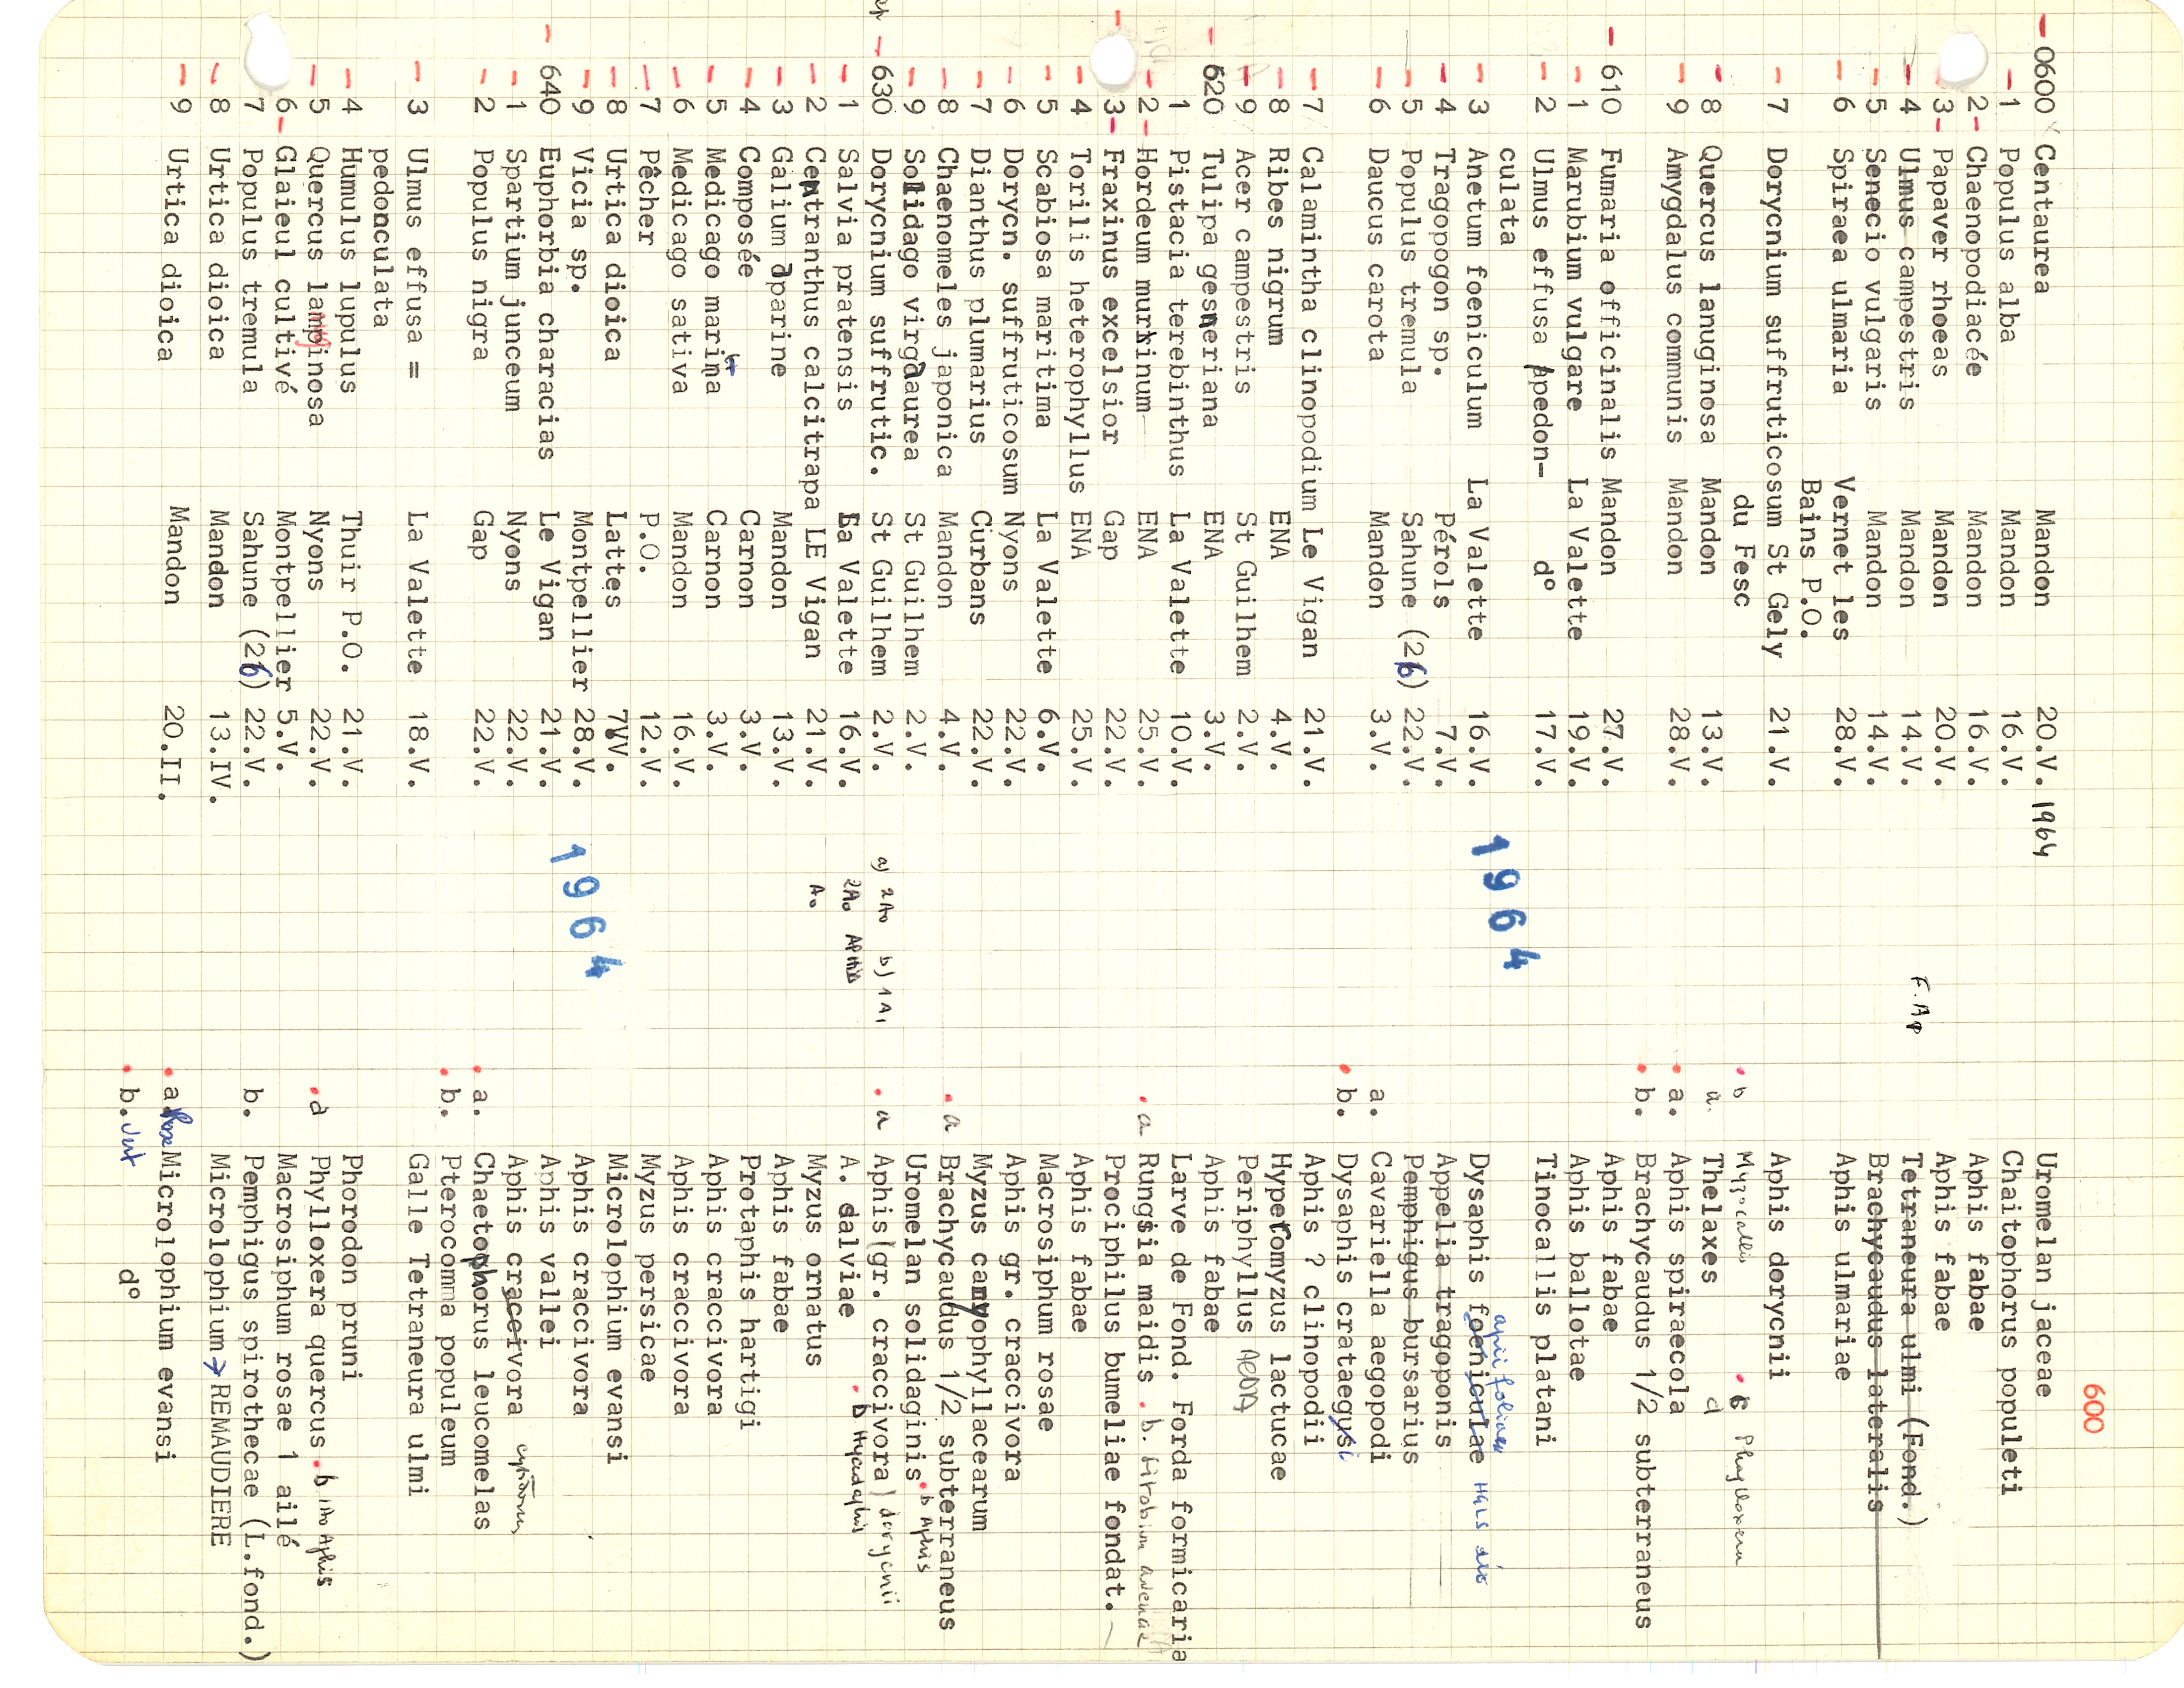 600
0600 Centaurea Mandon 20.V. 1964 Uromelan jaceae
1 Populus alba Mandon 16.V. Chaitophorus populeti
2 Chaenopodiacée Mandon 16.V. Aphis fabae
3 Papaver rhoeas Mandon 20.V. Aphis fabae
4 Ulmus campestris Mandon 14.V. F. Ap Tetraneura ulmi (Fond.)
5 Senecio vulgaris Mandon 14.V. Brachycaudus lateralis
6 Spiraea ulmaria Vernet les 28.V. Aphis ulmariae
Bains P.O.
7 Dorycnium suffruticosum St Gely 21.V. Aphis dorycnii
du Fesc b Myzocallis c Phylloxera
8 Quercus lanuginosa Mandon 13.V. a. Thelaxes d
9 Amygdalus communis Mandon 28.V. a. Aphis spiraecola
b. Brachycaudus 1/2 subterraneus
610 Fumaria officinalis Mandon 27.V. Aphis fabae
1 Marubium vulgare La Valette 19.V. Aphis ballotae
2 Ulmus effusa pedon- d° 17.V. Tinocallis platani
culata apii foliae
3 Anetum foeniculum La Valette 16.V. Dysaphis foeniculae HRLS
4 Tragopogon sp. Pérols 7.V. Appelia tragoponis
5 Populus tremula Sahune (26) 22.V. Pemphigus bursarius
6 Daucus carota Mandon 3.V. a. Cavariella aegopodi
b. Dysaphis crataegi
7 Calamintha clinopodium Le Vigan 21.V. Aphis ? clinopodii
8 Ribes nigrum ENA 4.V. Hyperomyzus lactucae
9 Acer campestris St Guilhem 2.V. Periphyllus
620 Tulipa gesneriana ENA 3.V. Aphis fabae
1 Pistacia terebinthus La Valette 10.V. Larve de Fond. Forda formicaria
2 Hordeum murinum ENA 25.V. a Rungsia maidis . b. Sitobium avenae
3 Fraxinus excelsior Gap 22.V. Prociphilus bumeliae fondat.
4 Torilis heterophyllus ENA 25.V. Aphis fabae
5 Scabiosa maritima La Valette 6.V. Macrosiphum rosae
6 Dorycn. suffruticosum Nyons 22.V. Aphis gr. craccivora
7 Dianthus plumarius Curbans 22.V. Myzus caryophyllacearum
8 Chaenomeles japonica Mandon 4.V. a Brachycaudus 1/2 subterraneus
9 Solidago virgaurea St Guilhem 2.V. Uromelan solidaginis . b Aphis
630 Dorycnium suffrutic. St Guilhem 2.V. a) 2Ao b) 1A1 a Aphis (gr. craccivora) dorycnii
1 Salvia pratensis La Valette 16.V. 2Ao Aphis A. salviae . b Hyadaphis
2 Centranthus calcitrapa LE Vigan 21.V. Ao Myzus ornatus
3 Galium aparine Mandon 13.V. Aphis fabae
4 Composée Carnon 3.V. Protaphis hartigi
5 Medicago marina Carnon 3.V. Aphis craccivora
6 Medicago sativa Mandon 16.V. Aphis craccivora
7 Pêcher P.O. 12.V. Myzus persicae
8 Urtica dioica Lattes 7.V. Microlophium evansi
9 Vicia sp. Montpellier 28.V. Aphis craccivora
640 Euphorbia characias Le Vigan 21.V. Aphis vallei
1 Spartium junceum Nyons 22.V. Aphis craccivora cytisorum
2 Populus nigra Gap 22.V. a. Chaetophorus leucomelas
b. Pterocomma populeum
3 Ulmus effusa = La Valette 18.V. Galle Tetraneura ulmi
pedonculata
4 Humulus lupulus Thuir P.O. 21.V. Phorodon pruni
5 Quercus lanuginosa Nyons 22.V. a Phylloxera quercus . b 1Ao Aphis
6 Glaieul cultivé Montpellier 5.V. Macrosiphum rosae 1 ailé
7 Populus tremula Sahune (26) 22.V. b. Pemphigus spirothecae (L.fond.)
8 Urtica dioica Mandon 13.IV. Microlophium → REMAUDIERE
9 Urtica dioica Mandon 20.II. a. rose Microlophium evansi
b. vert d°
1964
1964